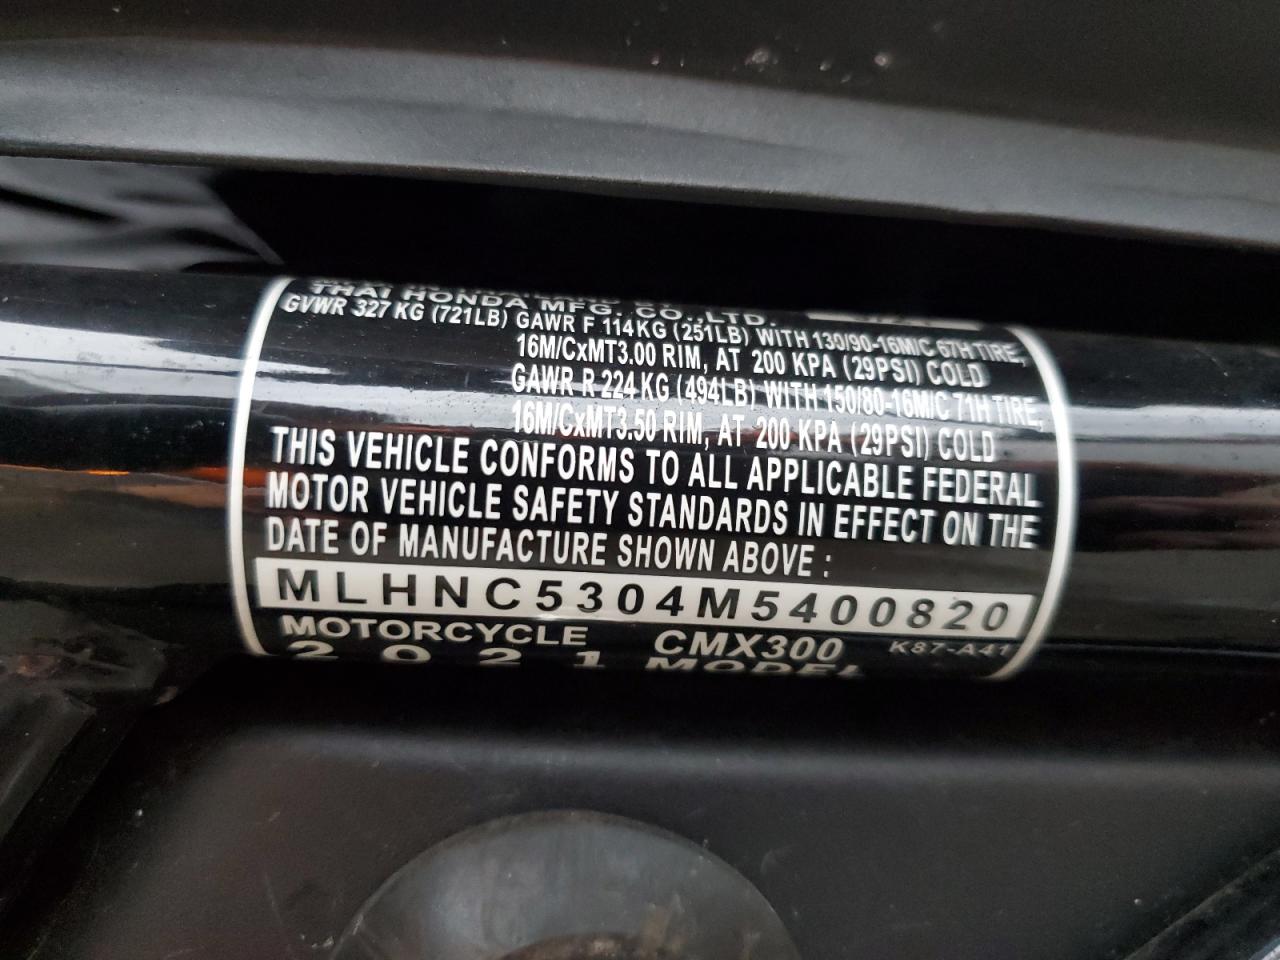 THAI HONDA MFG. CO.,LTD.
GVWR 327 KG (721LB) GAWR F 114KG (251LB) WITH 130/90-16M/C 67H TIRE,
16M/CxMT3.00 RIM, AT 200 KPA (29PSI) COLD
GAWR R 224 KG (494LB) WITH 150/80-16M/C 71H TIRE,
16M/CxMT3.50 RIM, AT 200 KPA (29PSI) COLD
THIS VEHICLE CONFORMS TO ALL APPLICABLE FEDERAL
MOTOR VEHICLE SAFETY STANDARDS IN EFFECT ON THE
DATE OF MANUFACTURE SHOWN ABOVE :
MLHNC5304M5400820
MOTORCYCLE CMX300 K87-A41
2021 MODEL